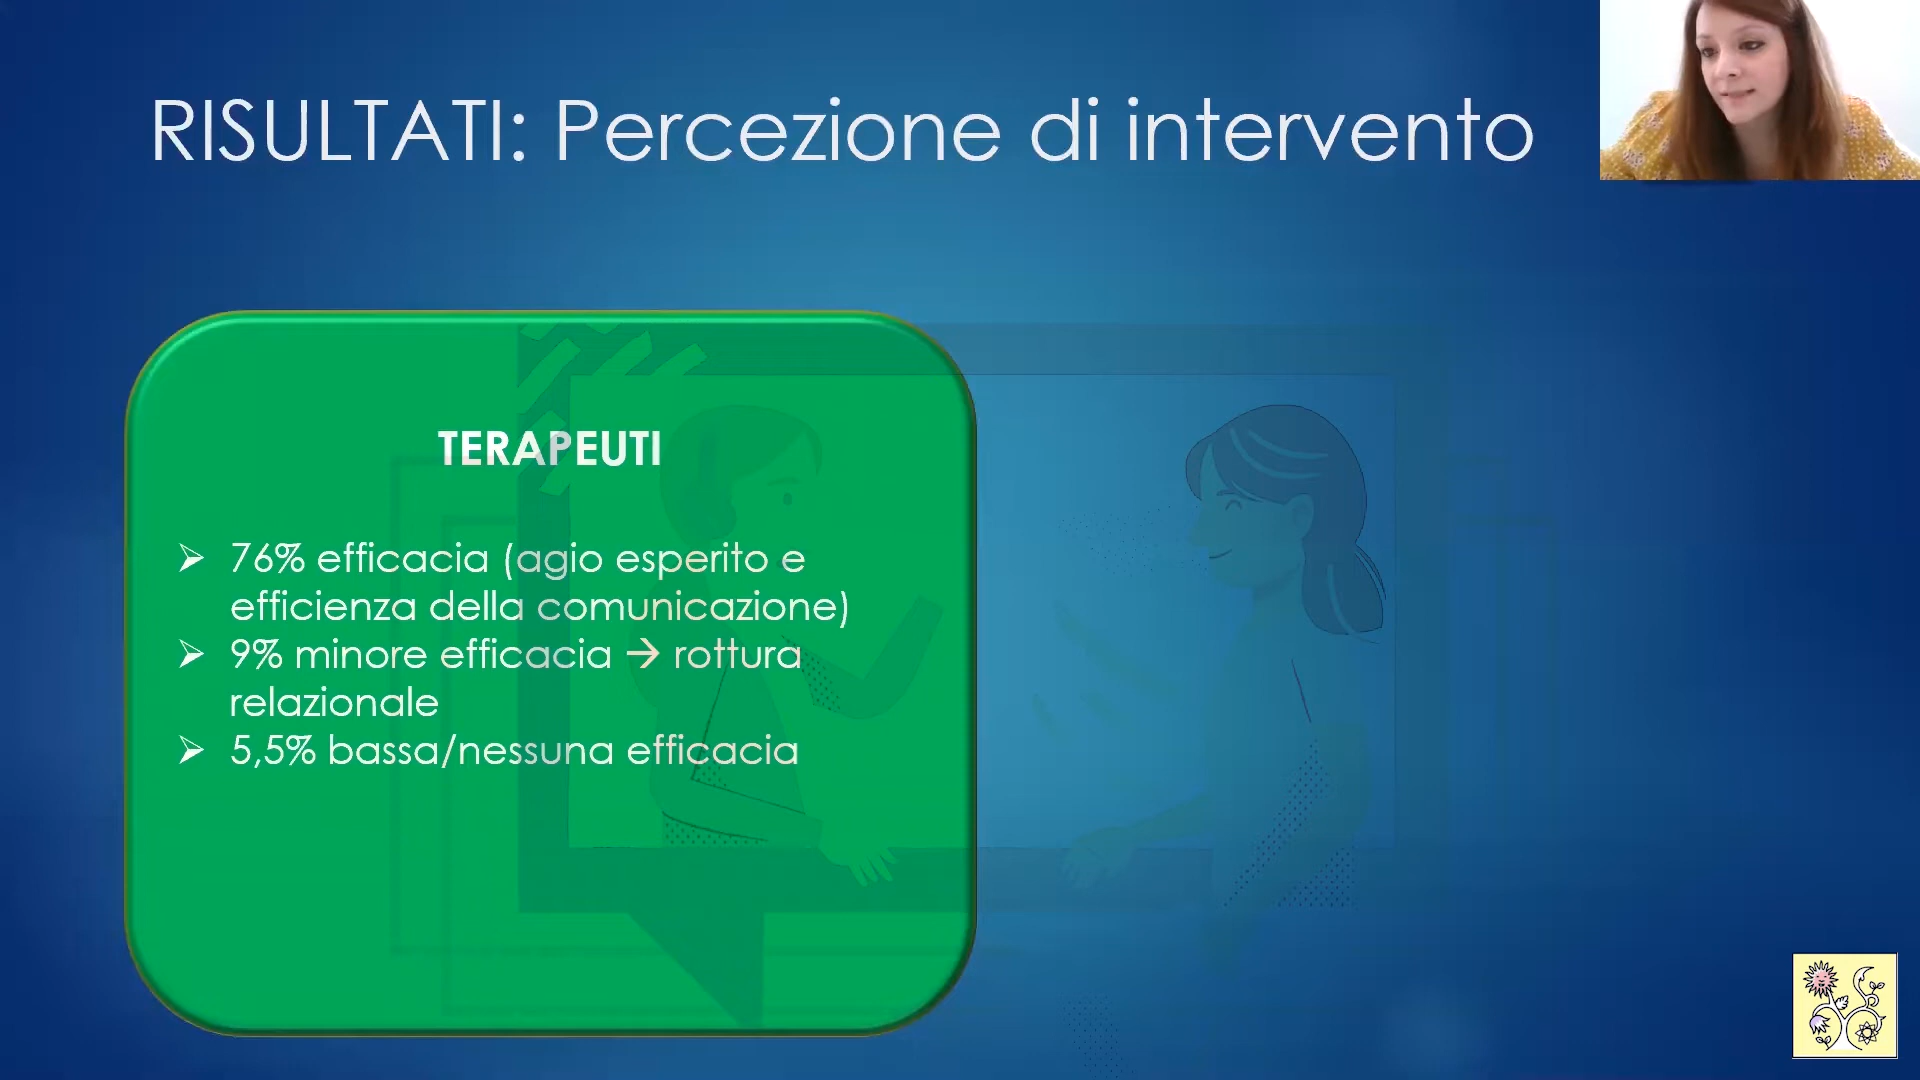 RISULTATI: Percezione di intervento
TERAPEUTI
➢ 76% efficacia (agio esperito e
efficienza della comunicazione)
➢ 9% minore efficacia → rottura
relazionale
➢ 5,5% bassa/nessuna efficacia